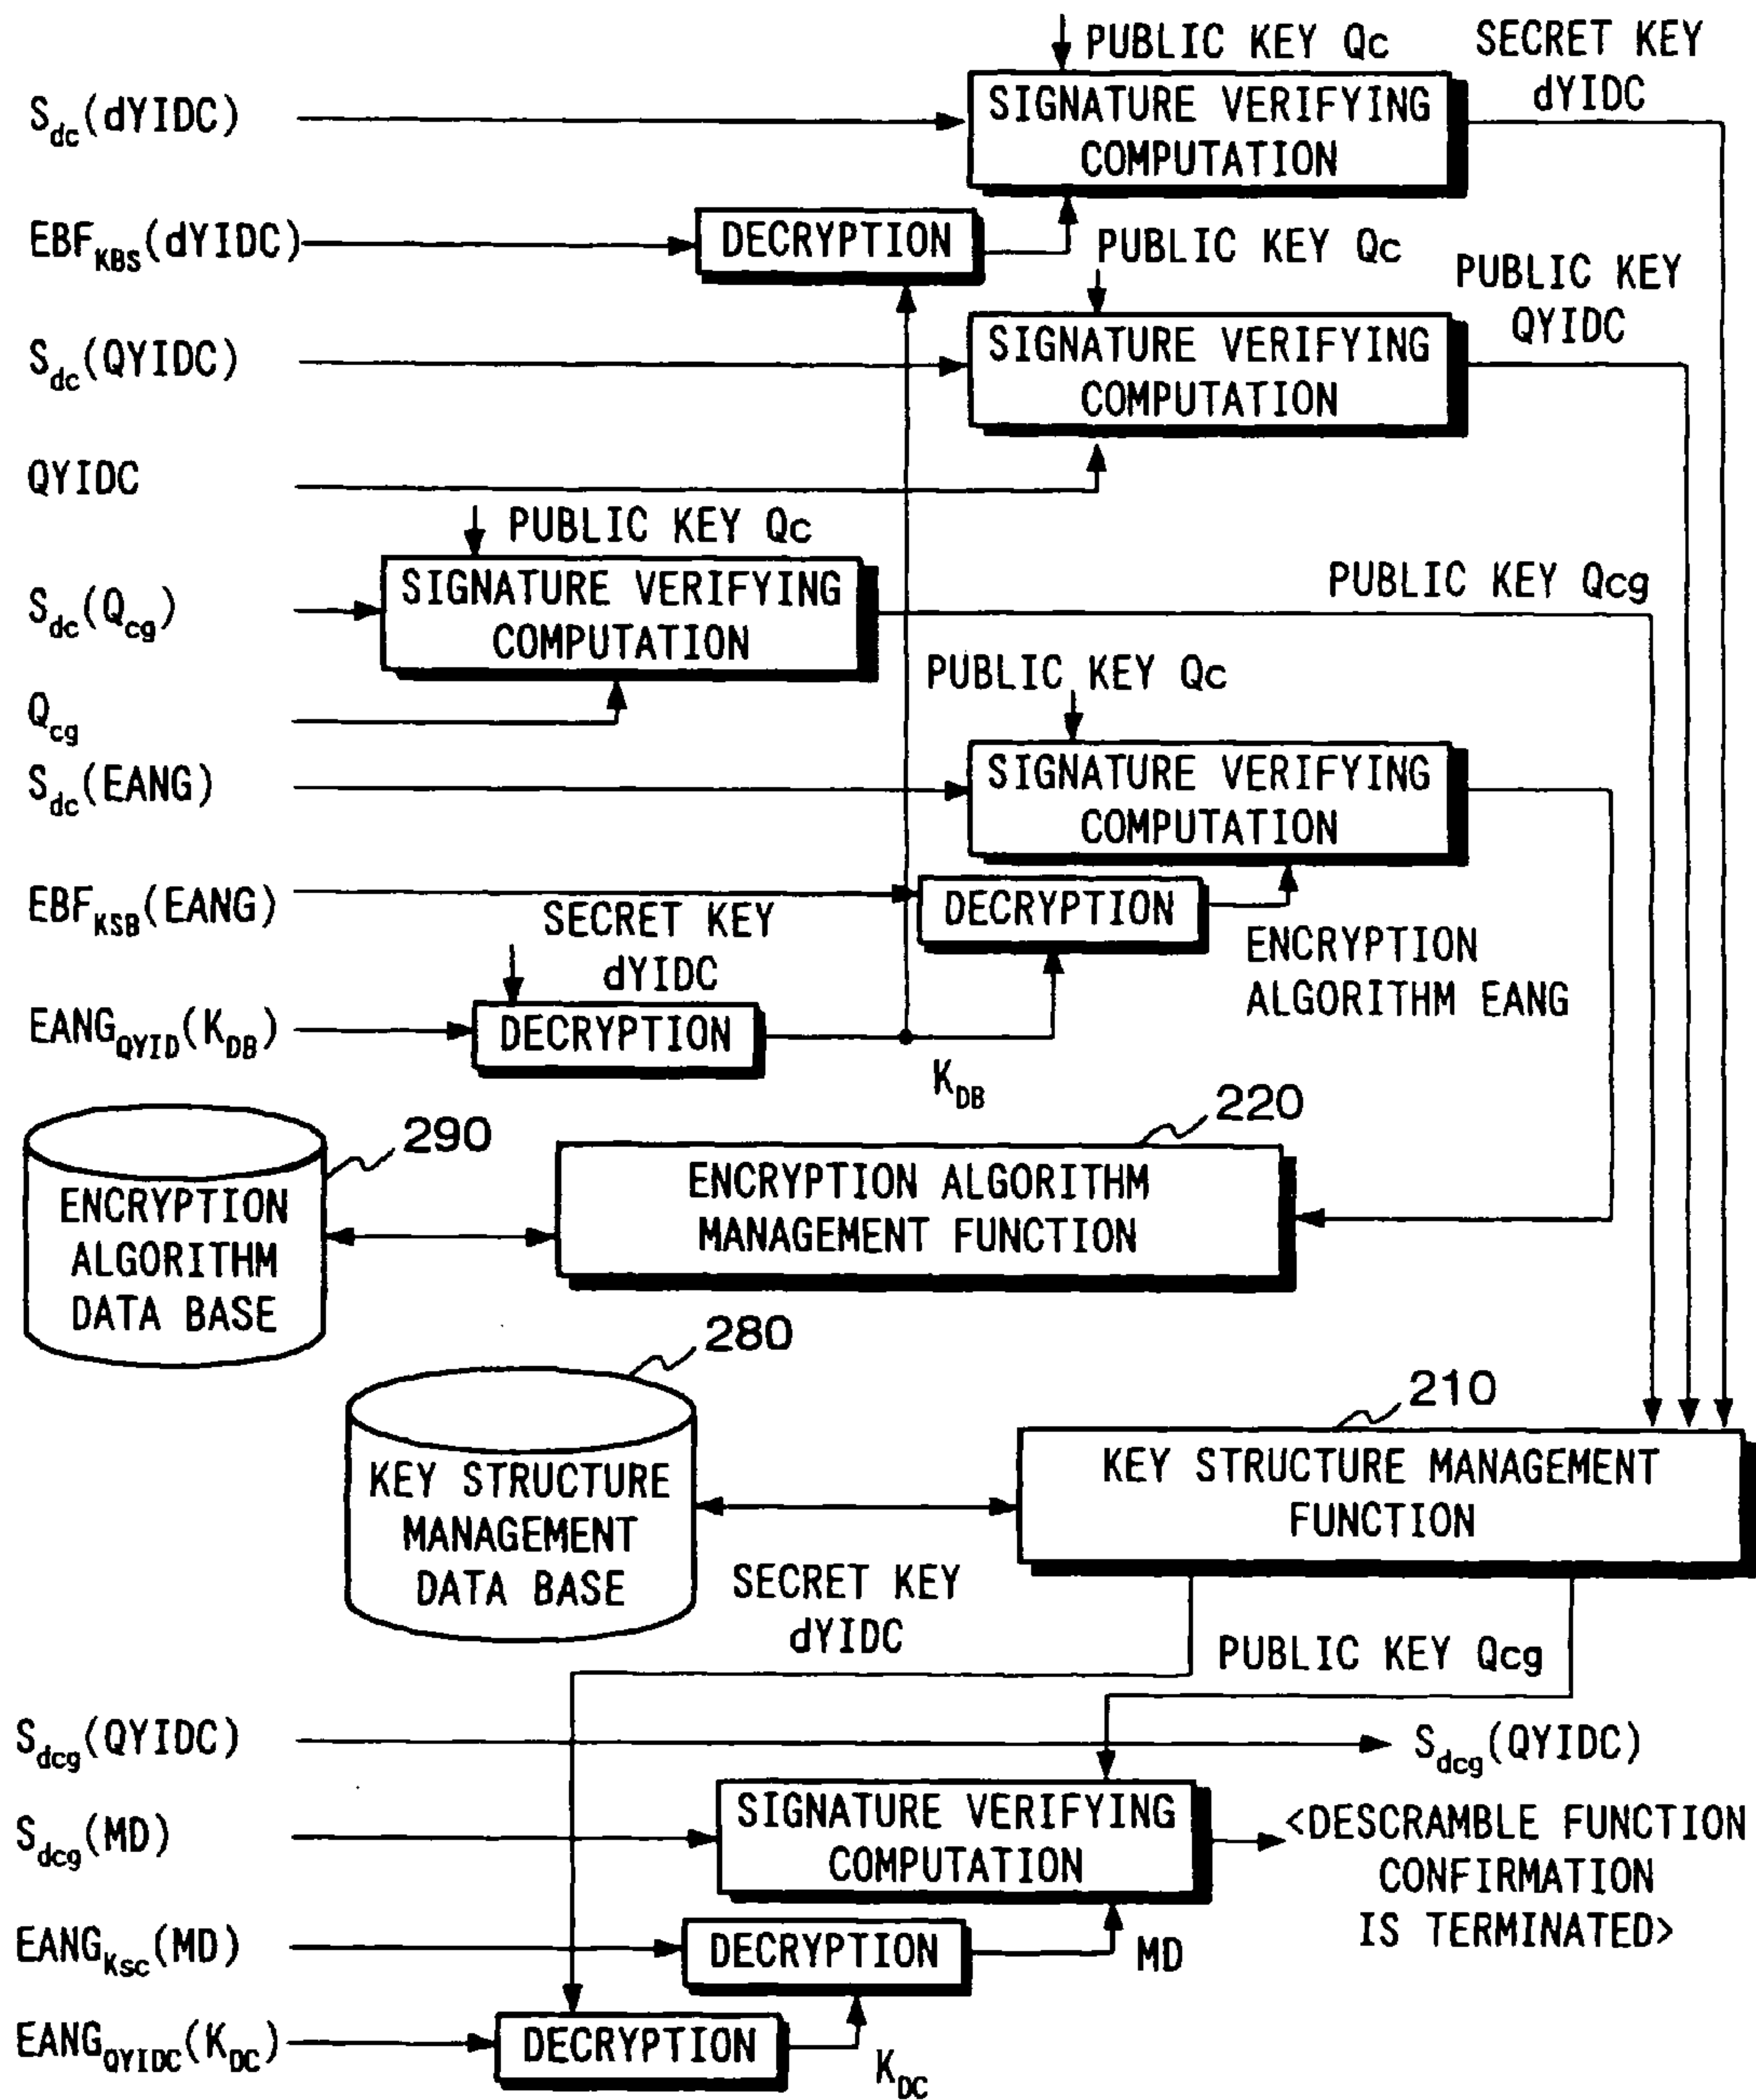 PUBLIC KEY Qc
SECRET KEY
dYIDC
S_dc(dYIDC)
SIGNATURE VERIFYING
COMPUTATION
EBF_KBS(dYIDC)
DECRYPTION
PUBLIC KEY Qc
PUBLIC KEY
QYIDC
S_dc(QYIDC)
SIGNATURE VERIFYING
COMPUTATION
QYIDC
PUBLIC KEY Qc
S_dc(Q_cg)
SIGNATURE VERIFYING
COMPUTATION
PUBLIC KEY Qcg
Q_cg
PUBLIC KEY Qc
S_dc(EANG)
SIGNATURE VERIFYING
COMPUTATION
EBF_KSB(EANG)
DECRYPTION
SECRET KEY
dYIDC
ENCRYPTION
ALGORITHM EANG
EANG_QYID(K_DB)
DECRYPTION
K_DB
290
220
ENCRYPTION
ALGORITHM
DATA BASE
ENCRYPTION ALGORITHM
MANAGEMENT FUNCTION
280
210
KEY STRUCTURE
MANAGEMENT
DATA BASE
KEY STRUCTURE MANAGEMENT
FUNCTION
SECRET KEY
dYIDC
PUBLIC KEY Qcg
S_dcg(QYIDC)
S_dcg(QYIDC)
S_dcg(MD)
SIGNATURE VERIFYING
COMPUTATION
<DESCRAMBLE FUNCTION
CONFIRMATION
IS TERMINATED>
EANG_Ksc(MD)
DECRYPTION
MD
EANG_QYIDC(K_DC)
DECRYPTION
K_DC